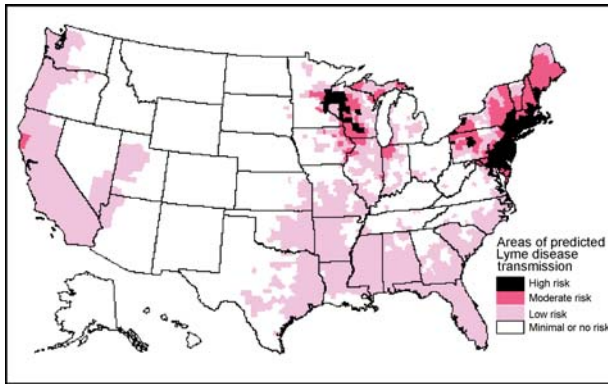 Areas of predicted
Lyme disease
transmission
High risk
Moderate risk
Low risk
Minimal or no risk